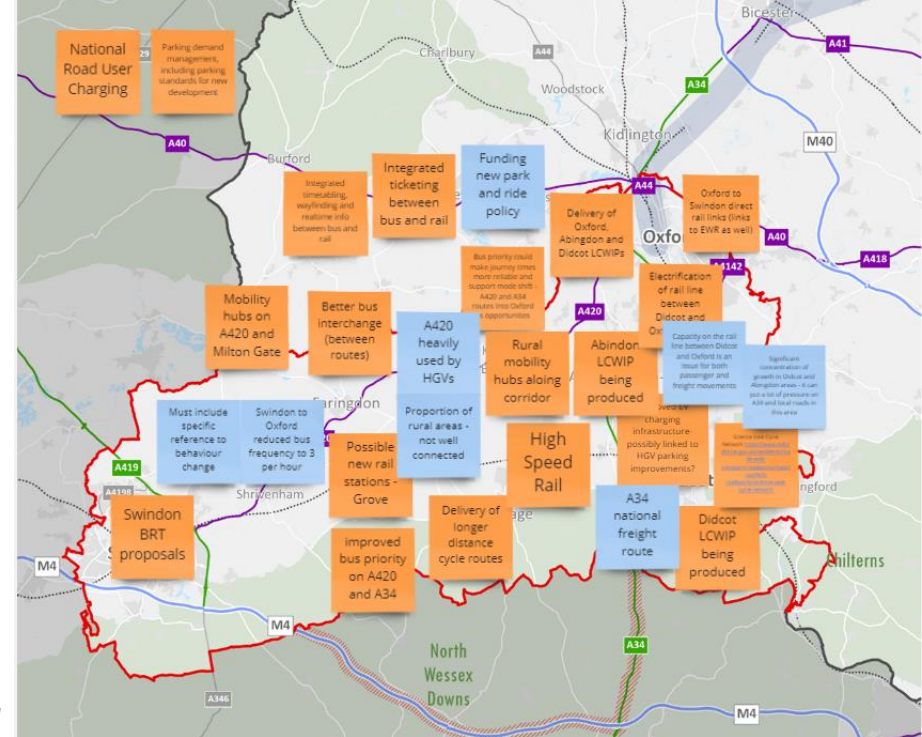 Bicester
A41
National
Road User
Charging
Parking demand
management,
including parking
standards for new
development
29
Charlbury
A44
A34
Woodstock
M40
A40
Kidlington
Burford
Integrated
timetabling,
wayfinding and
realtime info
between bus and
rail
Integrated
ticketing
between
bus and rail
Funding
new park
and ride
policy
A44
Delivery of
Oxford,
Abingdon and
Didcot LCWIPs
Oxfo
Oxford to
Swindon direct
rail links (links
to EWR as well)
A40
A418
A4142
Bus priority could
make journey times
more reliable and
support mode shift -
A420 and A34
routes into Oxford
opportunities
Electrification
of rail line
between
Didcot and
Ox
Mobility
hubs on
A420 and
Milton Gate
Better bus
interchange
(between
routes)
A420
heavily
used by
HGVs
A420
Rural
mobility
hubs aloing
corridor
Abindon
LCWIP
being
produced
Capacity on the rail
line between Didcot
and Oxford is an
issue for both
passenger and
freight movements
Significant
concentration of
growth in Didcot and
Abingdon areas - it can
put a lot of pressure on
A34 and local roads in
this area
Faringdon
Must include
specific
reference to
behaviour
change
Swindon to
Oxford
reduced bus
frequency to 3
per hour
Proportion of
rural areas -
not well
connected
charging
infrastructure-
possibly linked to
HGV parking
improvements?
A419
A4198
Shrivenham
Possible
new rail
stations -
Grove
High
Speed
Rail
ngford
Swindon
BRT
proposals
improved
bus priority
on A420
and A34
Delivery of
longer
distance
cycle routes
age
A34
national
freight
route
Didcot
LCWIP
being
produced
Chilterns
M4
M4
North
Wessex
Downs
A34
A346
M4